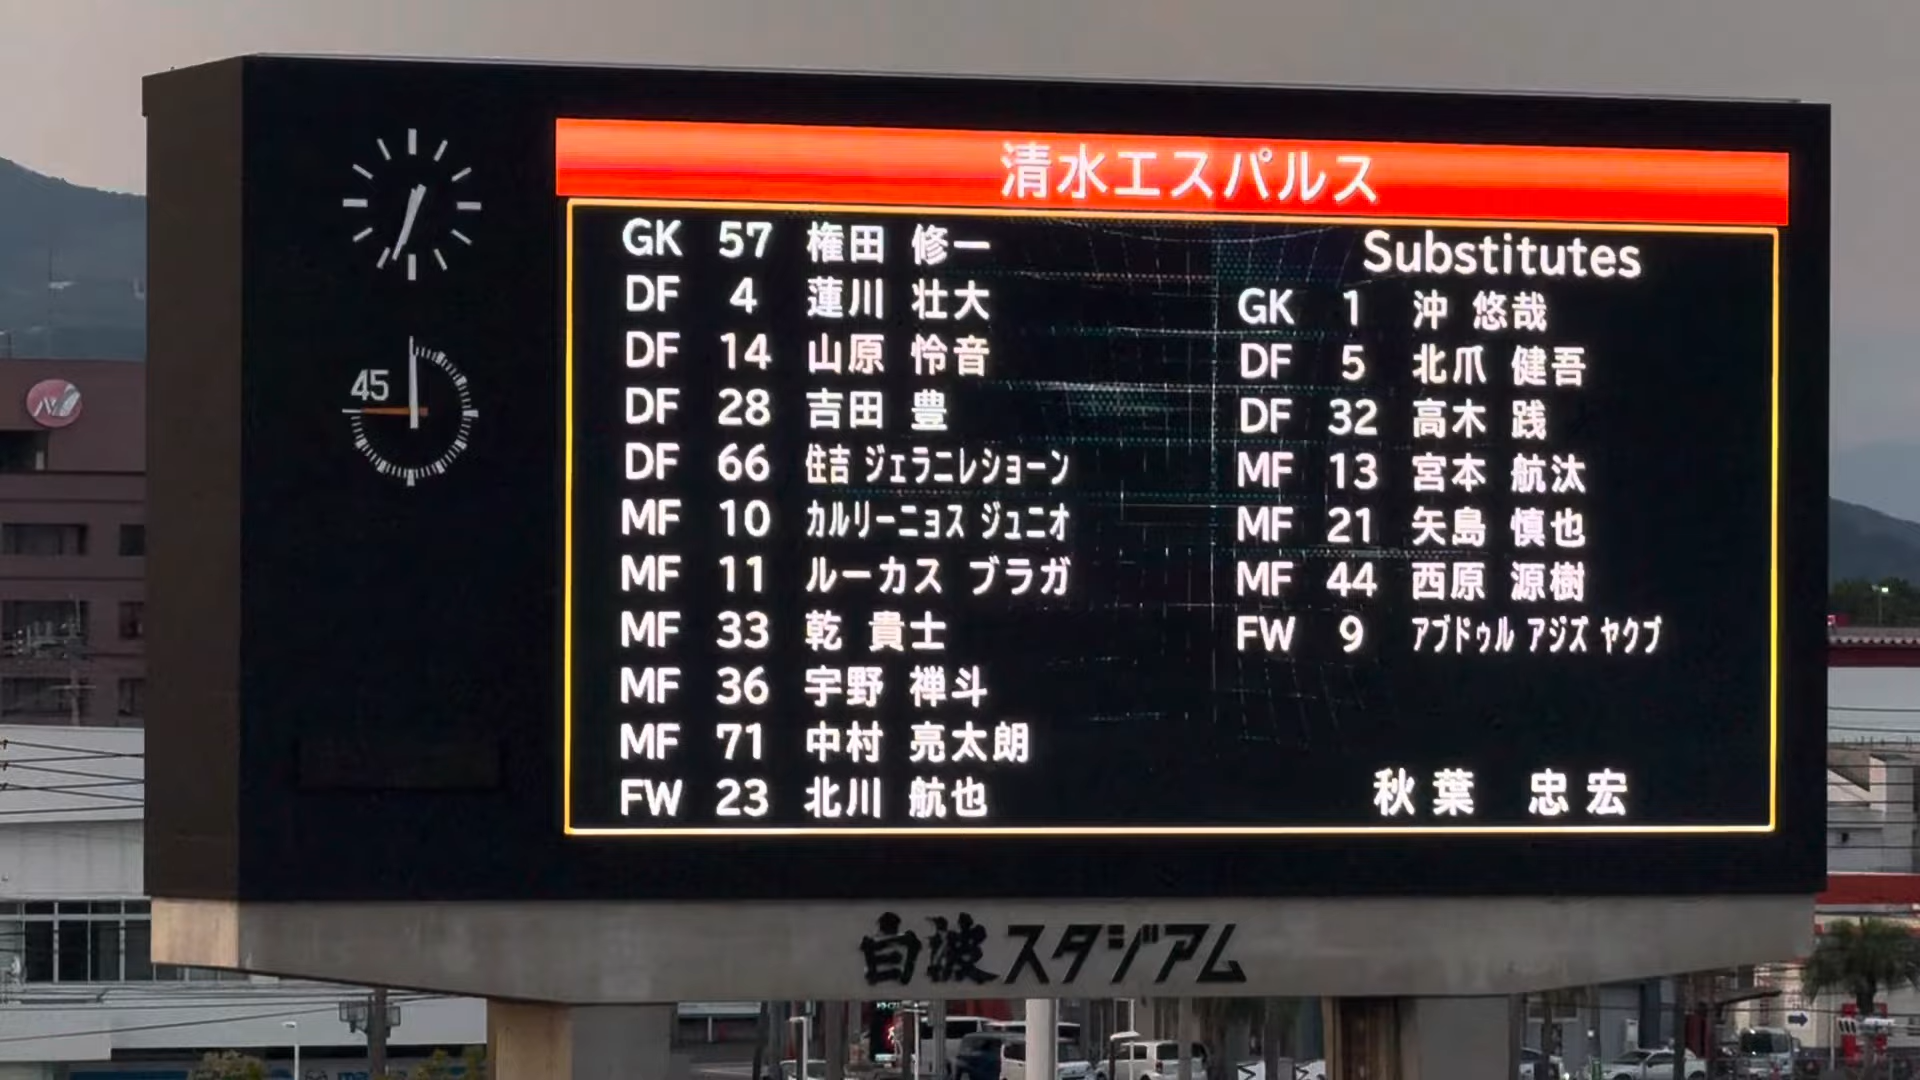 清水エスパルス
GK 57 権田 修一
DF 4 蓮川 壮大
DF 14 山原 怜音
DF 28 吉田 豊
DF 66 住吉 ジェラニレショーン
MF 10 カルリーニョス ジュニオ
MF 11 ルーカス ブラガ
MF 33 乾 貴士
MF 36 宇野 禅斗
MF 71 中村 亮太朗
FW 23 北川 航也
Substitutes
GK 1 沖 悠哉
DF 5 北爪 健吾
DF 32 高木 践
MF 13 宮本 航汰
MF 21 矢島 慎也
MF 44 西原 源樹
FW 9 アブドゥル アジズ ヤクブ
秋葉 忠宏
45
白波スタジアム